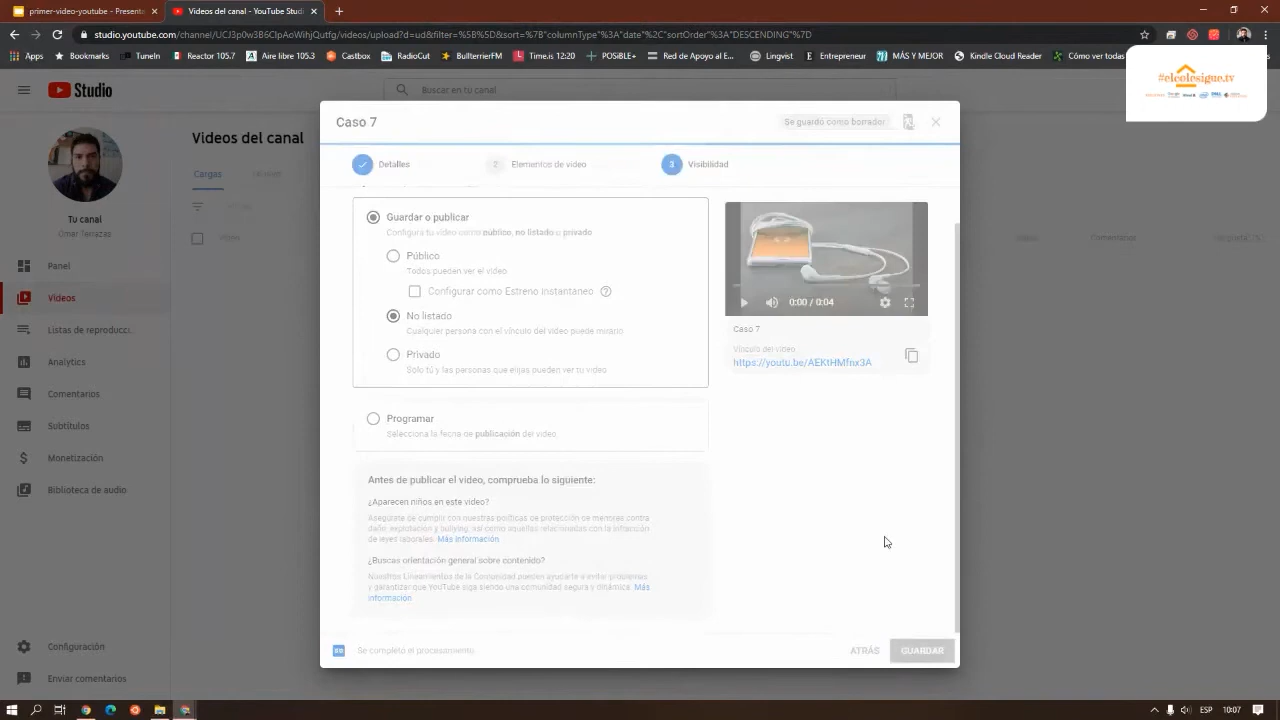 primer-video - Presenta
Videos del canal - YouTube Studio
studio.youtube.com/channel/UCJ3p0w3B6ClpAoWihjQutfg/videos/upload?d=ud&filter=%5B%5D&sort=%7B"columnType"%3A"date"%2C"sortOrder"%3A"DESCENDING"%7D
Apps
Bien
Aire 105.3
Reactor 105.7
Traductor
Tweepi
BufferrierFM
Time.is 12:20
POSiBLE+
Red de Apoyo al e...
Lingvist
Entrepreneur
MÁS Y MEJOR
Kindle Cloud Reader
Cómo votar desde
#elcolesigue.tv
Studio
Buscar en tu canal
Caso 7
Se guardó como borrador
Videos del canal
Detalles
2
Elementos de video
3
Visibilidad
Cargas
Guardar o publicar
Configura tu video como público, no listado o privado
Público
Todos pueden ver el video
Configurar como Estreno instantáneo
No listado
Cualquier persona con el vínculo del video puede mirarlo
Privado
Solo tú y las personas que elijas pueden ver tu video
0:00 / 0:04
Caso 7
Vínculo del video
https://youtu.be/AEKtHMfnx3A
Tu canal
Omar Terrazas
Video
Comentarios
Panel
Videos
Listas de reproducci...
Analytics
Comentarios
Subtítulos
Monetización
Biblioteca de audio
Programar
Selecciona la fecha de publicación del video
Antes de publicar el video, comprueba lo siguiente:
¿Aparecen niños en este video?
Asegúrate de cumplir con nuestras políticas de protección de menores contra
daño, explotación y bullying, así como aquellas relacionadas con la infracción
de leyes laborales. Más información
¿Buscas orientación general sobre contenido?
Nuestros Lineamientos de la Comunidad pueden ayudarte a evitar problemas
y garantizar que YouTube siga siendo una comunidad segura y dinámica. Más
información
Configuración
Enviar comentarios
Se completó el procesamiento
ATRÁS
GUARDAR
ESP
10:07